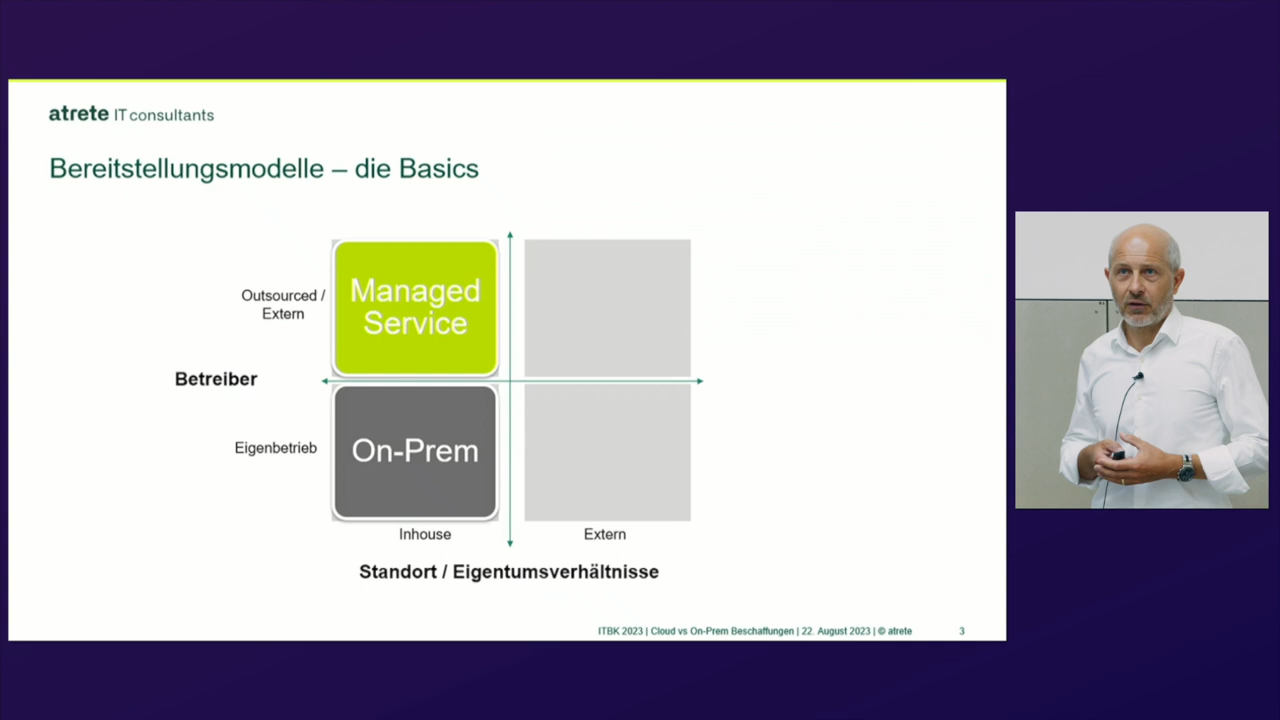 atrete IT consultants
Bereitstellungsmodelle – die Basics
Outsourced /
Extern
Managed
Service
Betreiber
Eigenbetrieb
On-Prem
Inhouse
Extern
Standort / Eigentumsverhältnisse
ITBK 2023 | Cloud vs On-Prem Beschaffungen | 22. August 2023 | © atrete
3